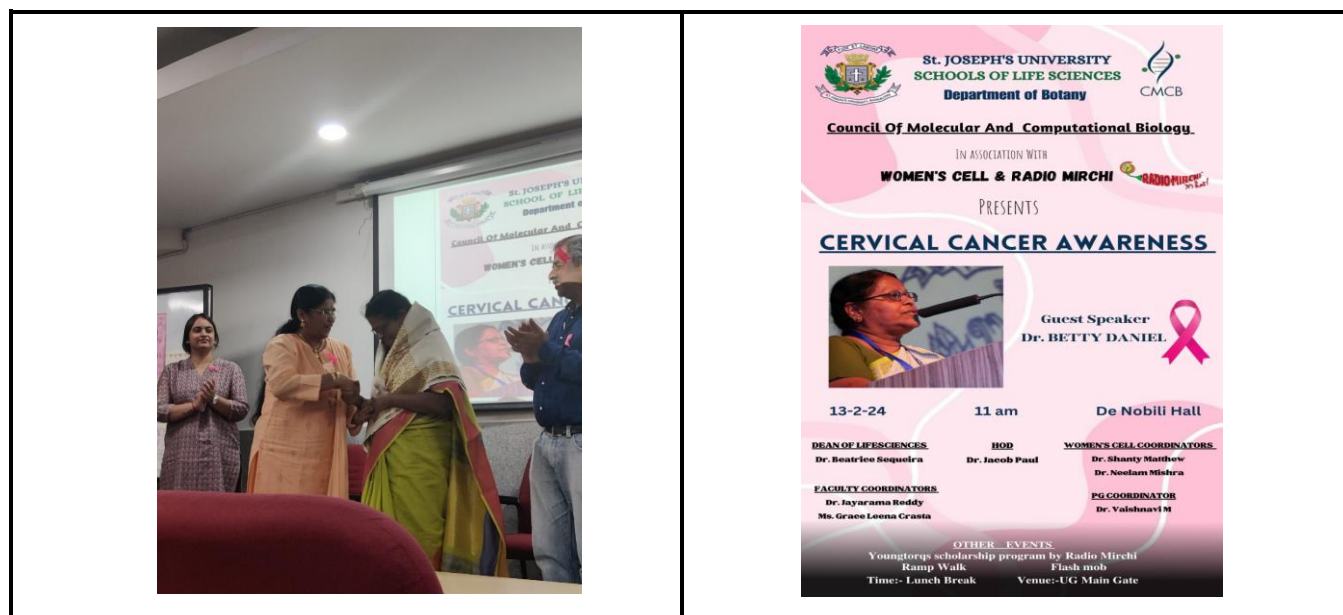 St. JOSEPH'S U
SCHOOL OF LI
Department o
Council Of Molecular And C
IN ASSOC
WOMEN'S CELL
CERVICAL CAN
St. JOSEPH'S UNIVERSITY
SCHOOLS OF LIFE SCIENCES
Department of Botany
CMCB
Council Of Molecular And Computational Biology
IN ASSOCIATION WITH
WOMEN'S CELL & RADIO MIRCHI
RADIO MIRCHI
PRESENTS
CERVICAL CANCER AWARENESS
Guest Speaker
Dr. BETTY DANIEL
13-2-24 11 am De Nobili Hall
DEAN OF LIFESCIENCES HOD WOMEN'S CELL COORDINATORS
Dr. Beatrice Sequeira Dr. Jacob Paul Dr. Shanty Matthew
Dr. Neelam Mishra
FACULTY COORDINATORS PG COORDINATOR
Dr. Jayarama Reddy Dr. Vaishnavi M
Ms. Grace Leena Crasta
OTHER EVENTS
Youngtorqs scholarship program by Radio Mirchi
Ramp Walk Flash mob
Time:- Lunch Break Venue:-UG Main Gate